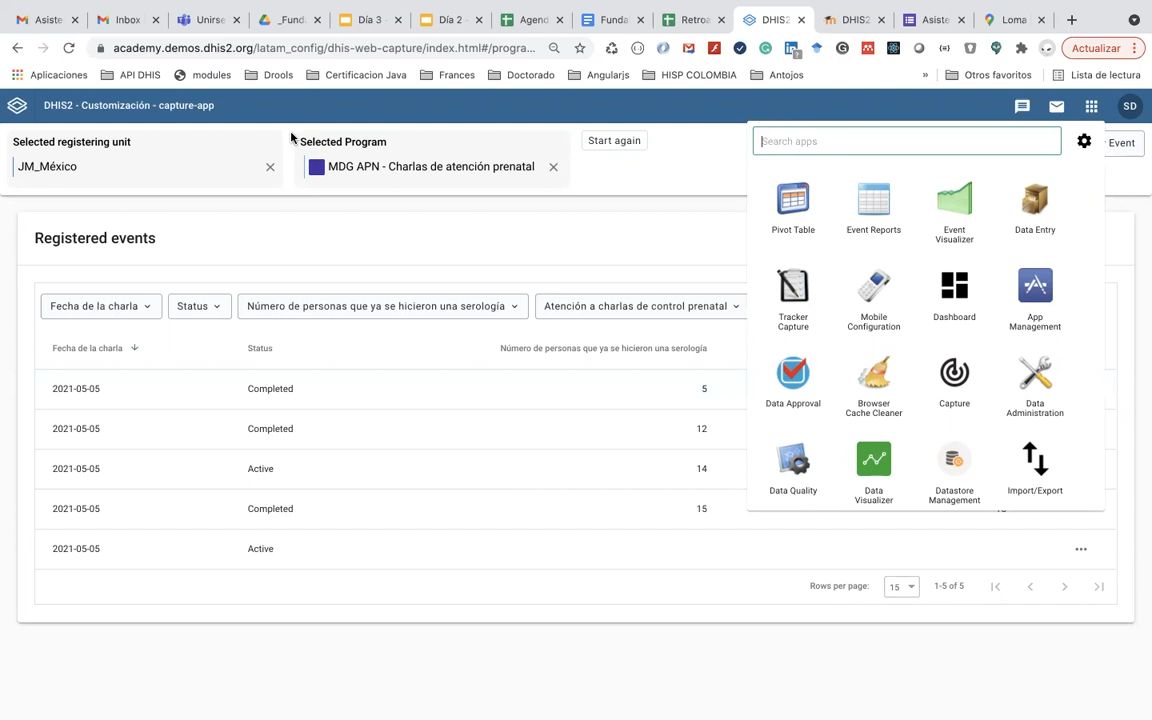 Asiste
Inbox
Unirse
_Fund
Día 3
Día 2
Agend
Funda
Retroa
DHIS2
DHIS2
Asiste
Loma
academy.demos.dhis2.org/latam_config/dhis-web-capture/index.html#/progra...
Actualizar
Aplicaciones
API DHIS
modules
Drools
Certificacion Java
Frances
Doctorado
Angularjs
HISP COLOMBIA
Antojos
»
Otros favoritos
Lista de lectura
DHIS2 - Customización - capture-app
SD
Selected registering unit
JM_México
Selected Program
MDG APN - Charlas de atención prenatal
Start again
Event
Search apps
Pivot Table
Event Reports
Event
Visualizer
Data Entry
Tracker
Capture
Mobile
Configuration
Dashboard
App
Management
Data Approval
Browser
Cache Cleaner
Capture
Data
Administration
Data Quality
Data
Visualizer
Datastore
Management
Import/Export
Registered events
Fecha de la charla
Status
Número de personas que ya se hicieron una serología
Atención a charlas de control prenatal
Fecha de la charla
Status
Número de personas que ya se hicieron una serología
2021-05-05 Completed 5
2021-05-05 Completed 12
2021-05-05 Active 14
2021-05-05 Completed 15
2021-05-05 Active
Rows per page: 15 1-5 of 5